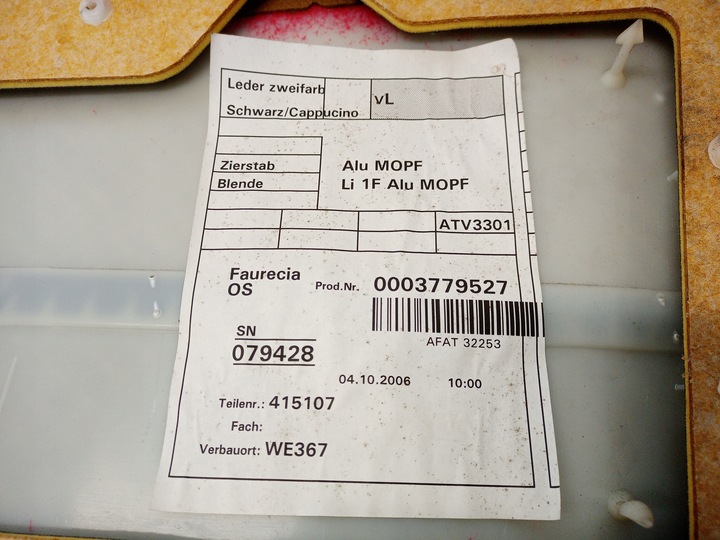 Leder zweifarb
vL
Schwarz/Cappucino
Zierstab Alu MOPF
Blende Li 1F Alu MOPF
ATV3301
Faurecia
OS
Prod.Nr. 0003779527
AFAT 32253
SN
079428
04.10.2006 10:00
Teilenr.: 415107
Fach:
Verbauort: WE367